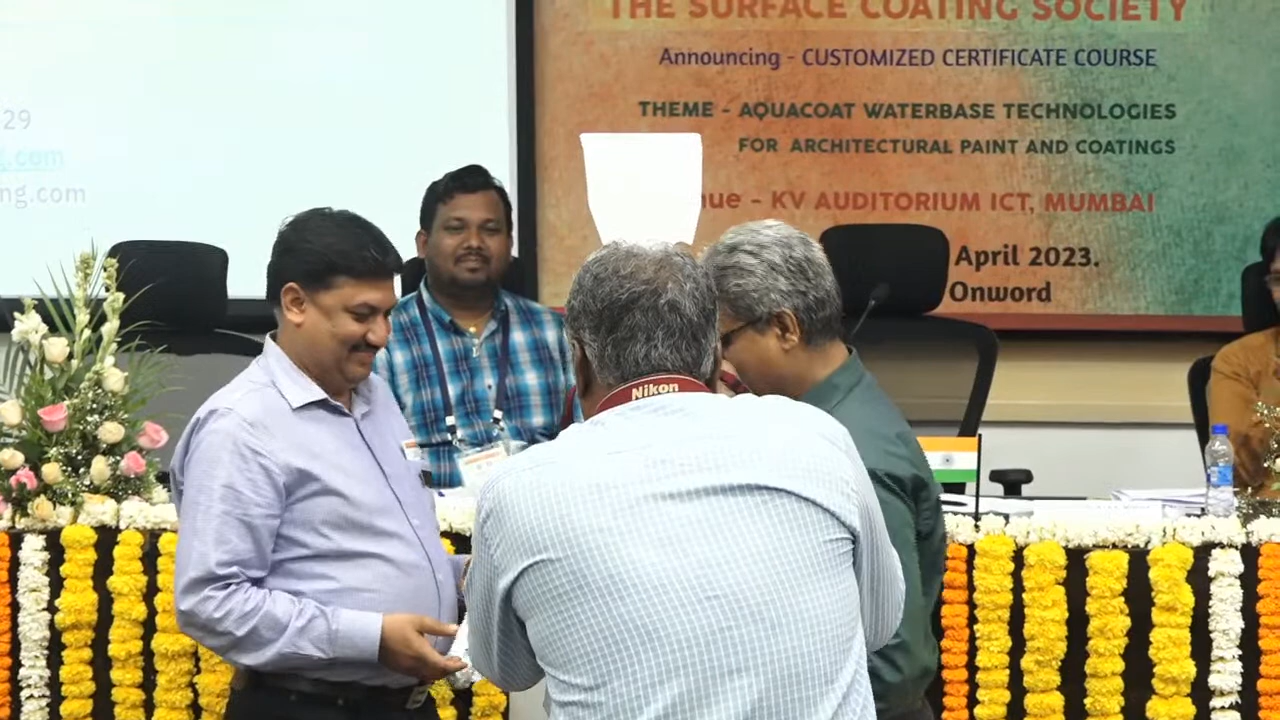 THE SURFACE COATING SOCIETY
Announcing - CUSTOMIZED CERTIFICATE COURSE
THEME - AQUACOAT WATERBASE TECHNOLOGIES
FOR ARCHITECTURAL PAINT AND COATINGS
nue - KV AUDITORIUM ICT, MUMBAI
April 2023.
Onword
29
g.com
ng.com
Nikon